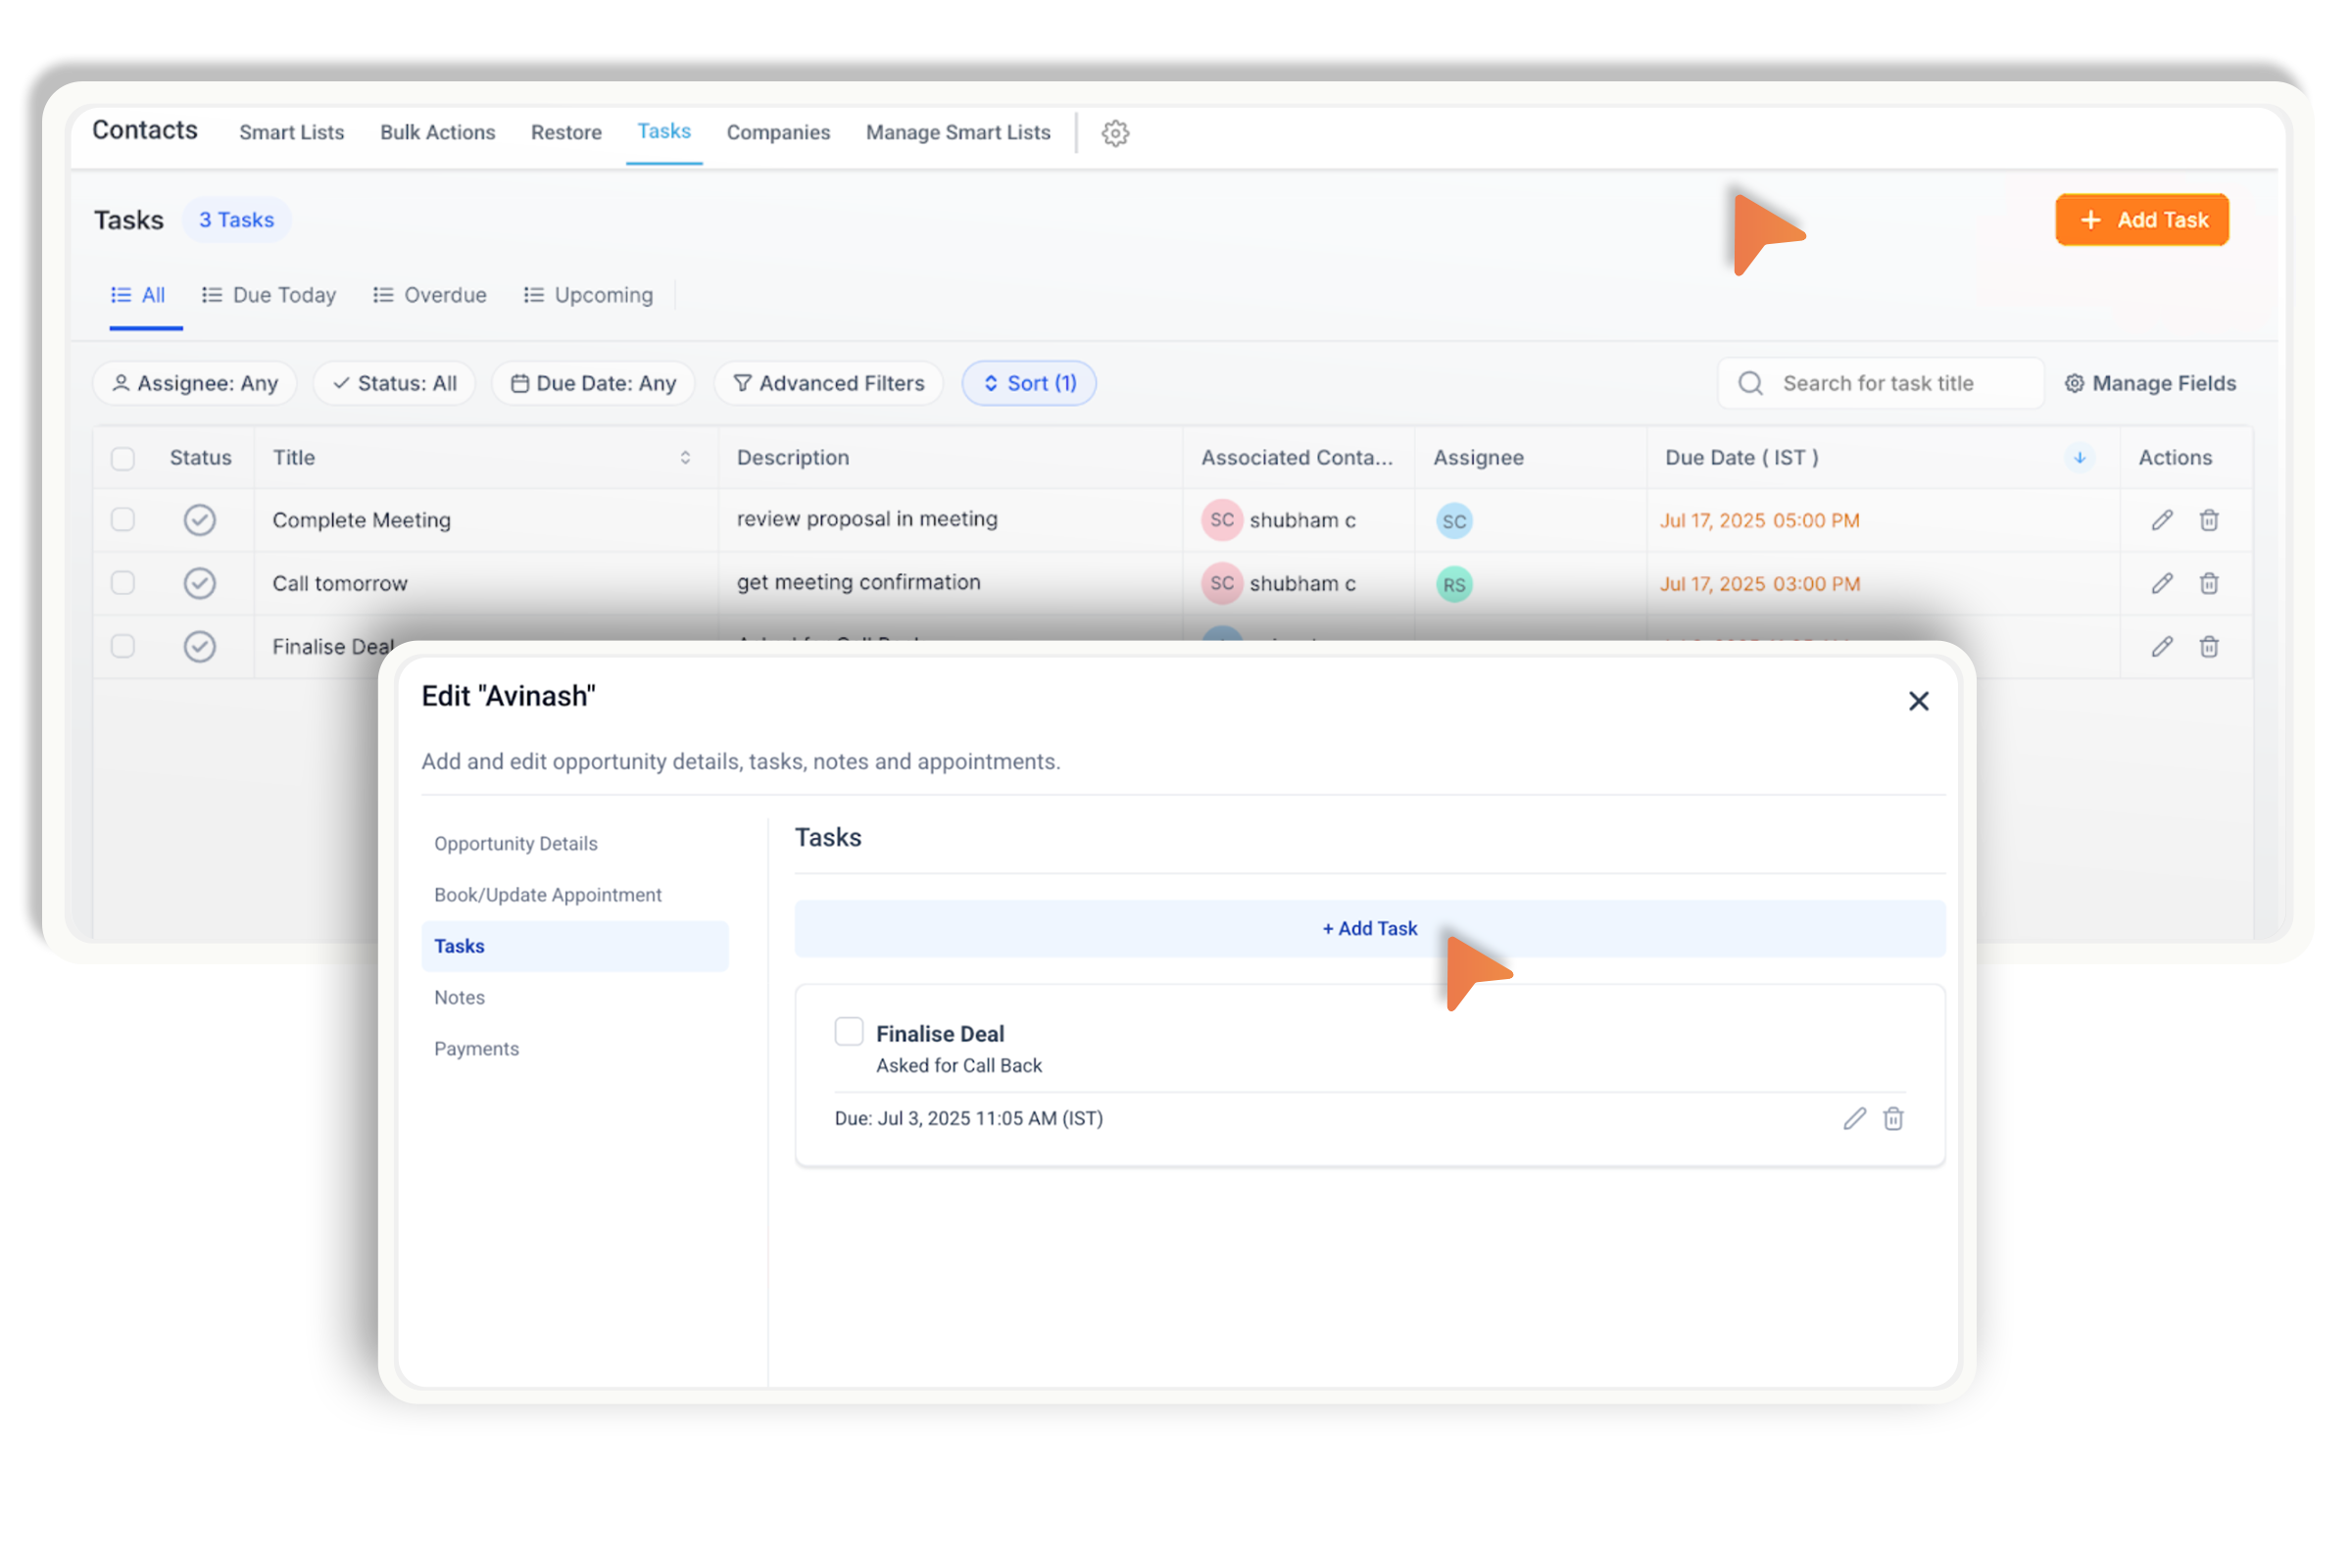 Contacts Smart Lists Bulk Actions Restore Tasks Companies Manage Smart Lists
Tasks 3 Tasks + Add Task
All Due Today Overdue Upcoming
Assignee: Any Status: All Due Date: Any Advanced Filters Sort (1) Search for task title Manage Fields
Status Title Description Associated Conta... Assignee Due Date ( IST ) Actions
Complete Meeting review proposal in meeting SC shubham c SC Jul 17, 2025 05:00 PM
Call tomorrow get meeting confirmation SC shubham c RS Jul 17, 2025 03:00 PM
Finalise Deal
Edit "Avinash"
Add and edit opportunity details, tasks, notes and appointments.
Opportunity Details
Book/Update Appointment
Tasks
Notes
Payments
Tasks
+ Add Task
Finalise Deal
Asked for Call Back
Due: Jul 3, 2025 11:05 AM (IST)